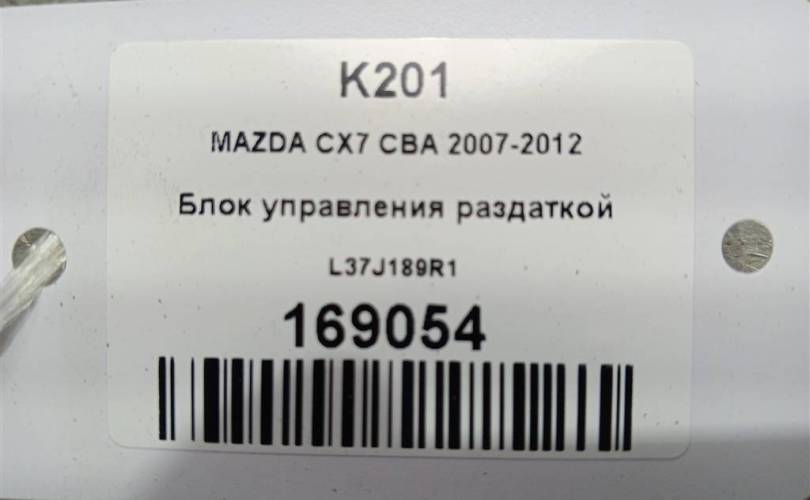 K201
MAZDA CX7 CBA 2007-2012
Блок управления раздаткой
L37J189R1
169054